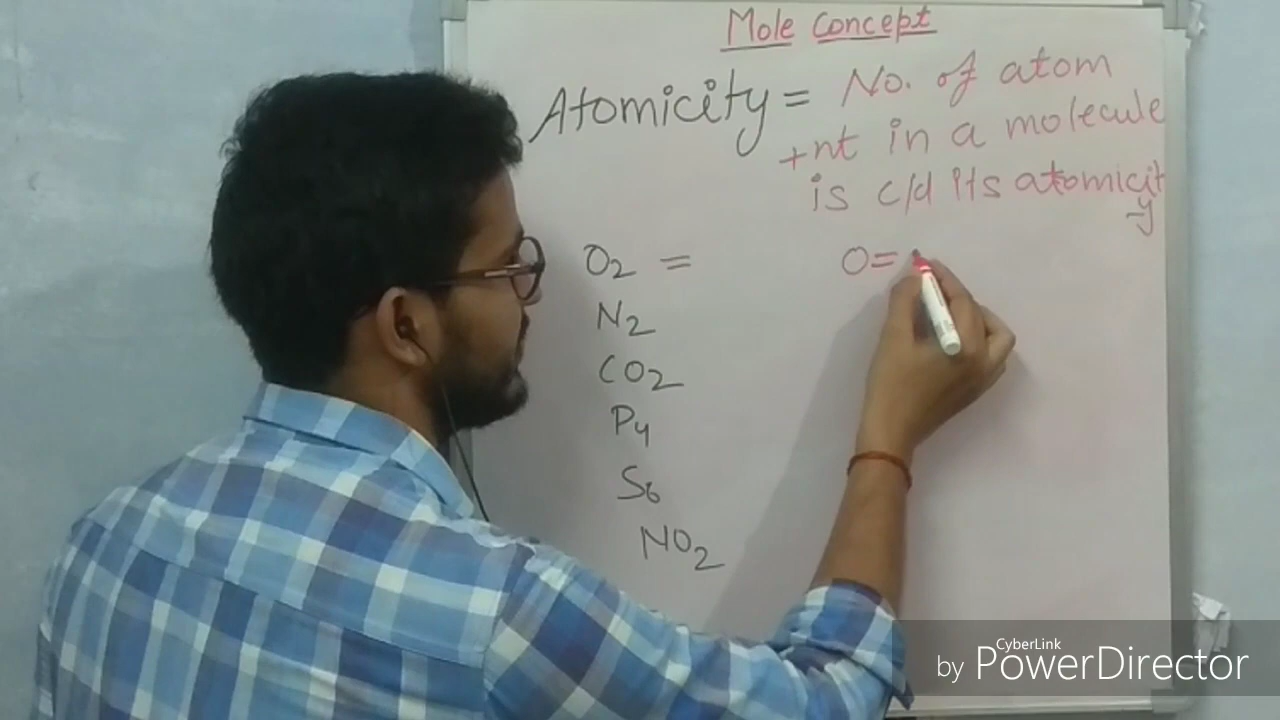 Mole Concept
Atomicity = No. of atom
+nt in a molecule
is c/d its atomicit
-y
O2 = O=
N2
CO2
P4
S6
NO2
CyberLink
by PowerDirector